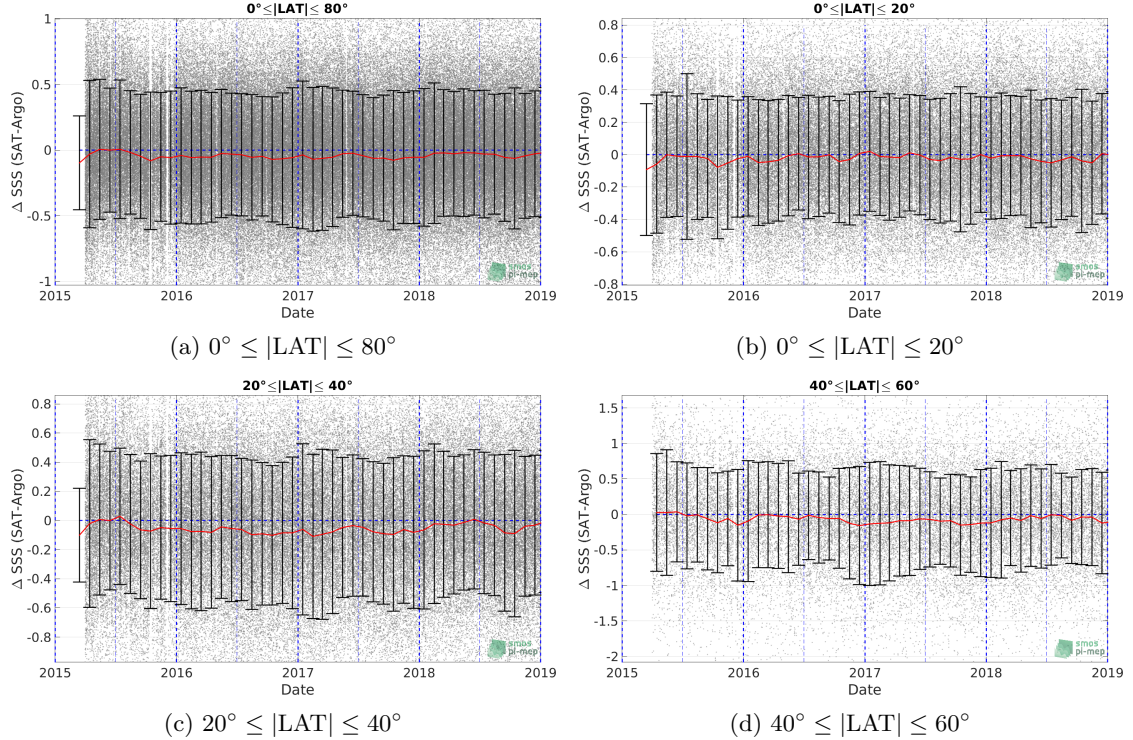 0°≤|LAT|≤ 80°
1
0.5
0
-0.5
-1
Δ SSS (SAT-Argo)
2015 2016 2017 2018 2019
Date
smos
pi-mep
(a) 0° ≤ |LAT| ≤ 80°
0°≤|LAT|≤ 20°
0.8
0.6
0.4
0.2
0
-0.2
-0.4
-0.6
-0.8
Δ SSS (SAT-Argo)
2015 2016 2017 2018 2019
Date
smos
pi-mep
(b) 0° ≤ |LAT| ≤ 20°
20°≤|LAT|≤ 40°
0.8
0.6
0.4
0.2
0
-0.2
-0.4
-0.6
-0.8
Δ SSS (SAT-Argo)
2015 2016 2017 2018 2019
Date
smos
pi-mep
(c) 20° ≤ |LAT| ≤ 40°
40°≤|LAT|≤ 60°
1.5
1
0.5
0
-0.5
-1
-1.5
-2
Δ SSS (SAT-Argo)
2015 2016 2017 2018 2019
Date
smos
pi-mep
(d) 40° ≤ |LAT| ≤ 60°